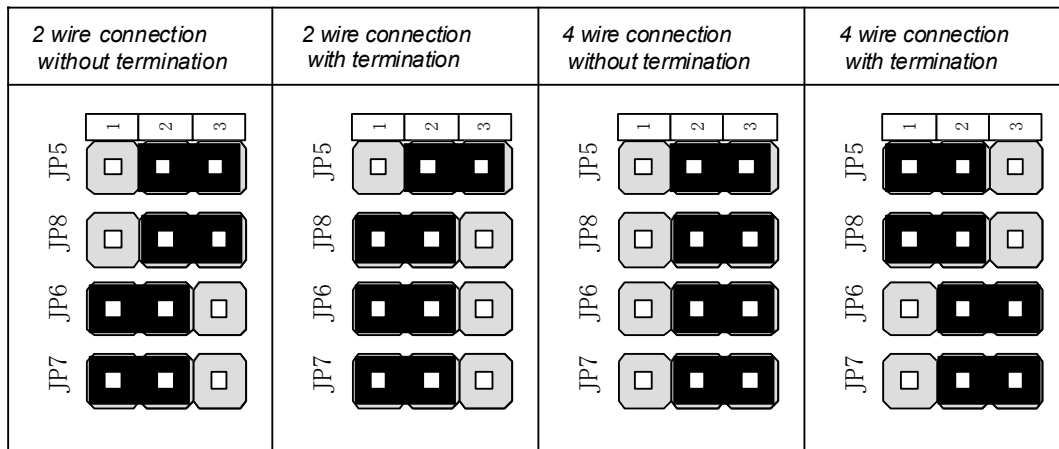 2 wire connection
without termination
2 wire connection
with termination
4 wire connection
without termination
4 wire connection
with termination
1 2 3
JP5
JP8
JP6
JP7
1 2 3
JP5
JP8
JP6
JP7
1 2 3
JP5
JP8
JP6
JP7
1 2 3
JP5
JP8
JP6
JP7